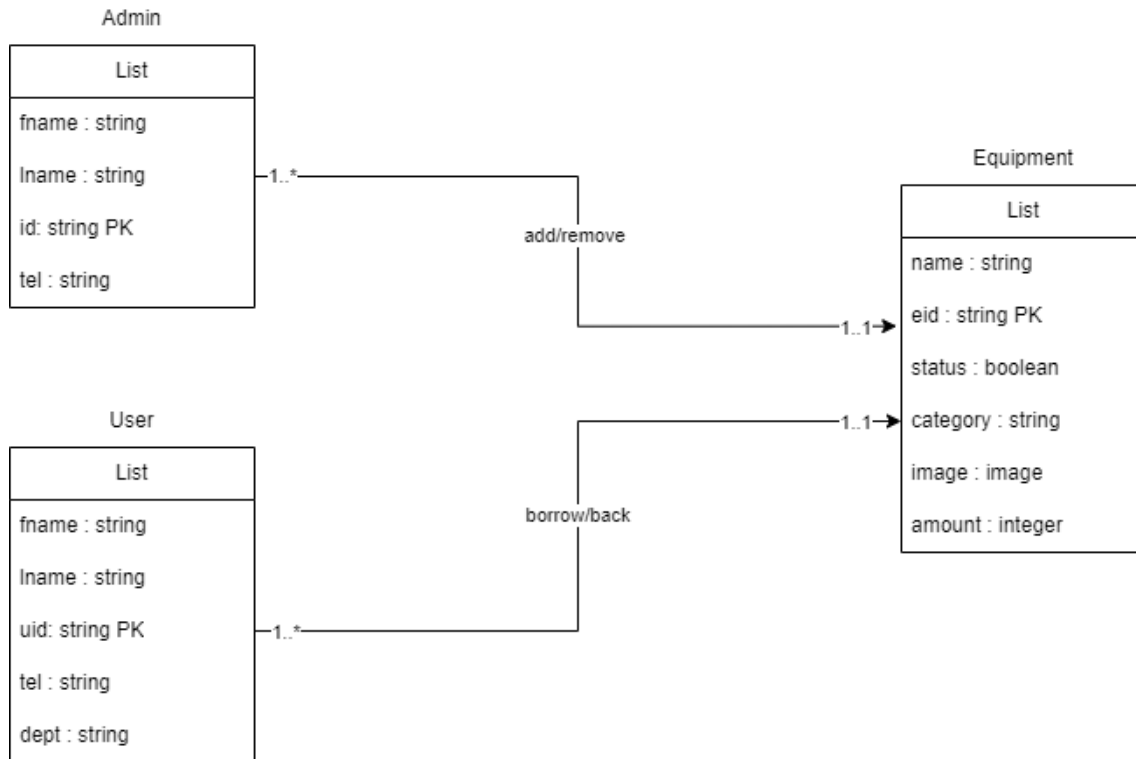 Admin
List
fname : string
lname : string
id: string PK
tel : string
1..*
add/remove
1..1
Equipment
List
name : string
eid : string PK
status : boolean
category : string
image : image
amount : integer
User
List
fname : string
lname : string
uid: string PK
tel : string
dept : string
1..*
borrow/back
1..1